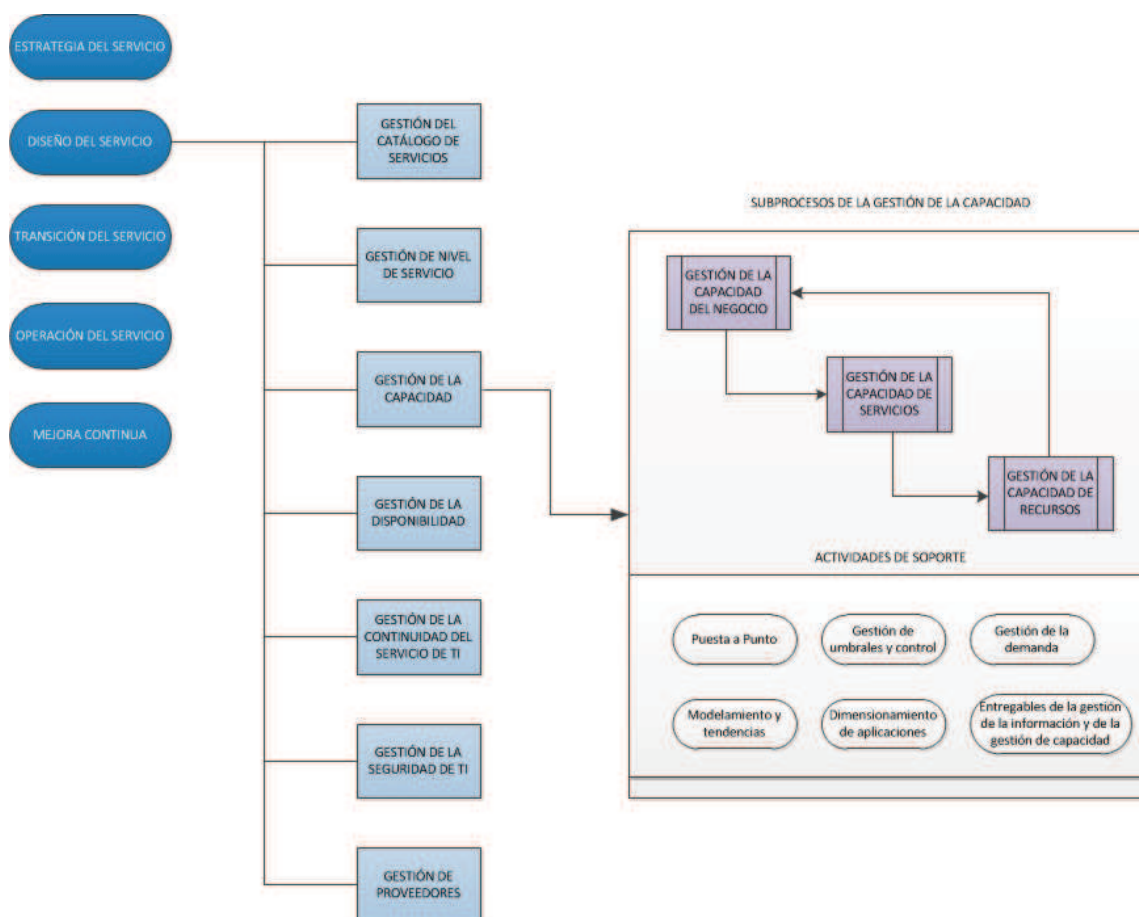 ESTRATEGIA DEL SERVICIO
DISEÑO DEL SERVICIO
TRANSICIÓN DEL SERVICIO
OPERACIÓN DEL SERVICIO
MEJORA CONTINUA
GESTIÓN DEL
CATÁLOGO DE
SERVICIOS
GESTIÓN DE NIVEL
DE SERVICIO
GESTIÓN DE LA
CAPACIDAD
GESTIÓN DE LA
DISPONIBILIDAD
GESTIÓN DE LA
CONTINUIDAD DEL
SERVICIO DE TI
GESTIÓN DE LA
SEGURIDAD DE TI
GESTIÓN DE
PROVEEDORES
SUBPROCESOS DE LA GESTIÓN DE LA CAPACIDAD
GESTIÓN DE LA
CAPACIDAD
DEL NEGOCIO
GESTIÓN DE LA
CAPACIDAD DE
SERVICIOS
GESTIÓN DE LA
CAPACIDAD DE
RECURSOS
ACTIVIDADES DE SOPORTE
Puesta a Punto
Gestión de
umbrales y control
Gestión de la
demanda
Modelamiento y
tendencias
Dimensionamiento
de aplicaciones
Entregables de la gestión
de la información y de la
gestión de capacidad